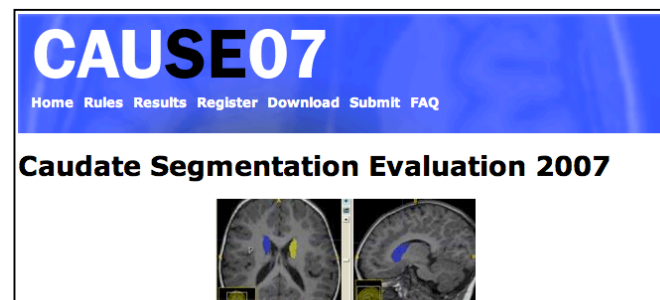 CAUSE07
Home Rules Results Register Download Submit FAQ
Caudate Segmentation Evaluation 2007